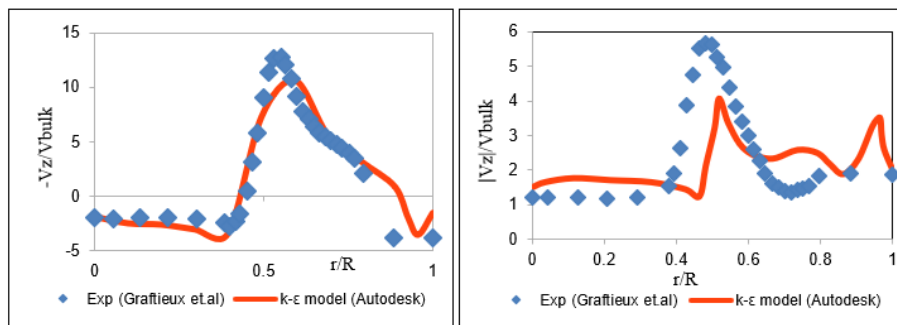 -Vz/Vbulk
15
10
5
0
-5
0
0.5
1
r/R
Exp (Graftieux et.al)
k-ε model (Autodesk)
|Vz|/Vbulk
6
5
4
3
2
1
0
0
0.2
0.4
0.6
0.8
1
r/R
Exp (Graftieux et.al)
k-ε model (Autodesk)